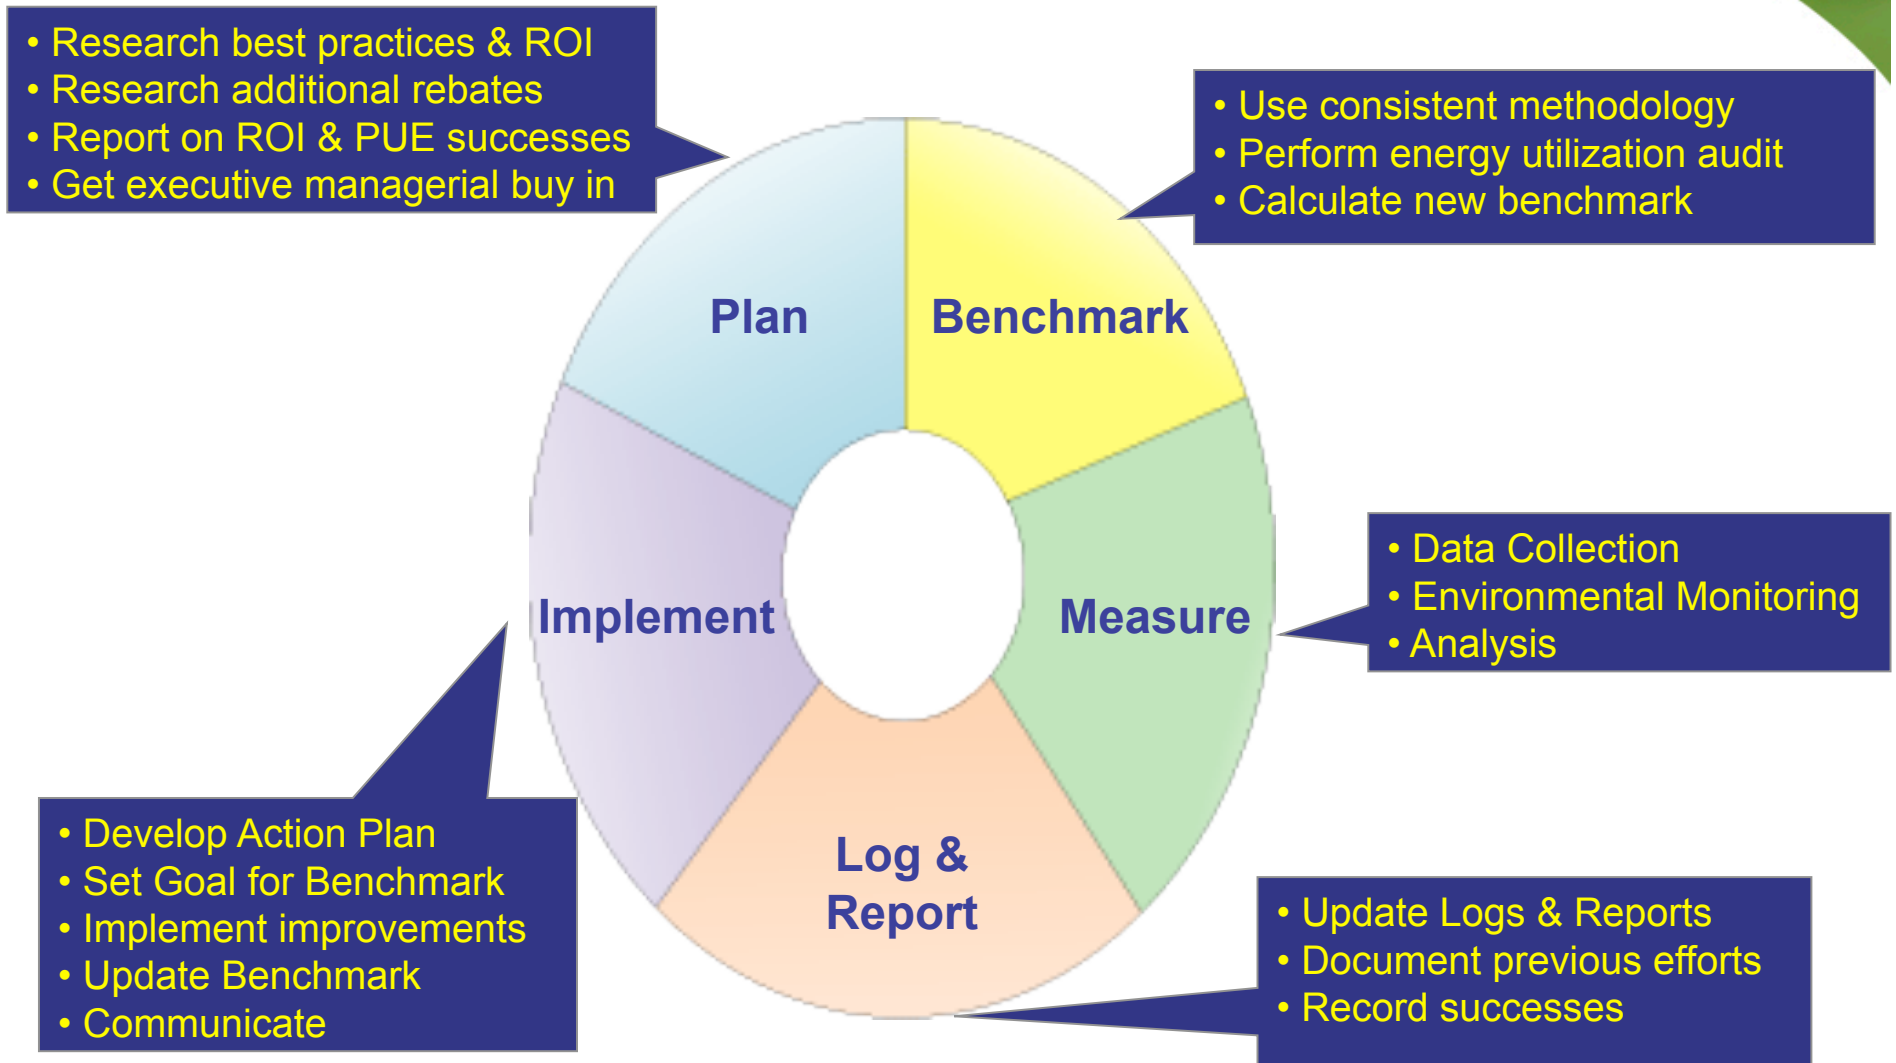 • Research best practices & ROI
• Research additional rebates
• Report on ROI & PUE successes
• Get executive managerial buy in
• Use consistent methodology
• Perform energy utilization audit
• Calculate new benchmark
Plan
Benchmark
• Data Collection
• Environmental Monitoring
• Analysis
Implement
Measure
• Develop Action Plan
• Set Goal for Benchmark
• Implement improvements
• Update Benchmark
• Communicate
Log &
Report
• Update Logs & Reports
• Document previous efforts
• Record successes